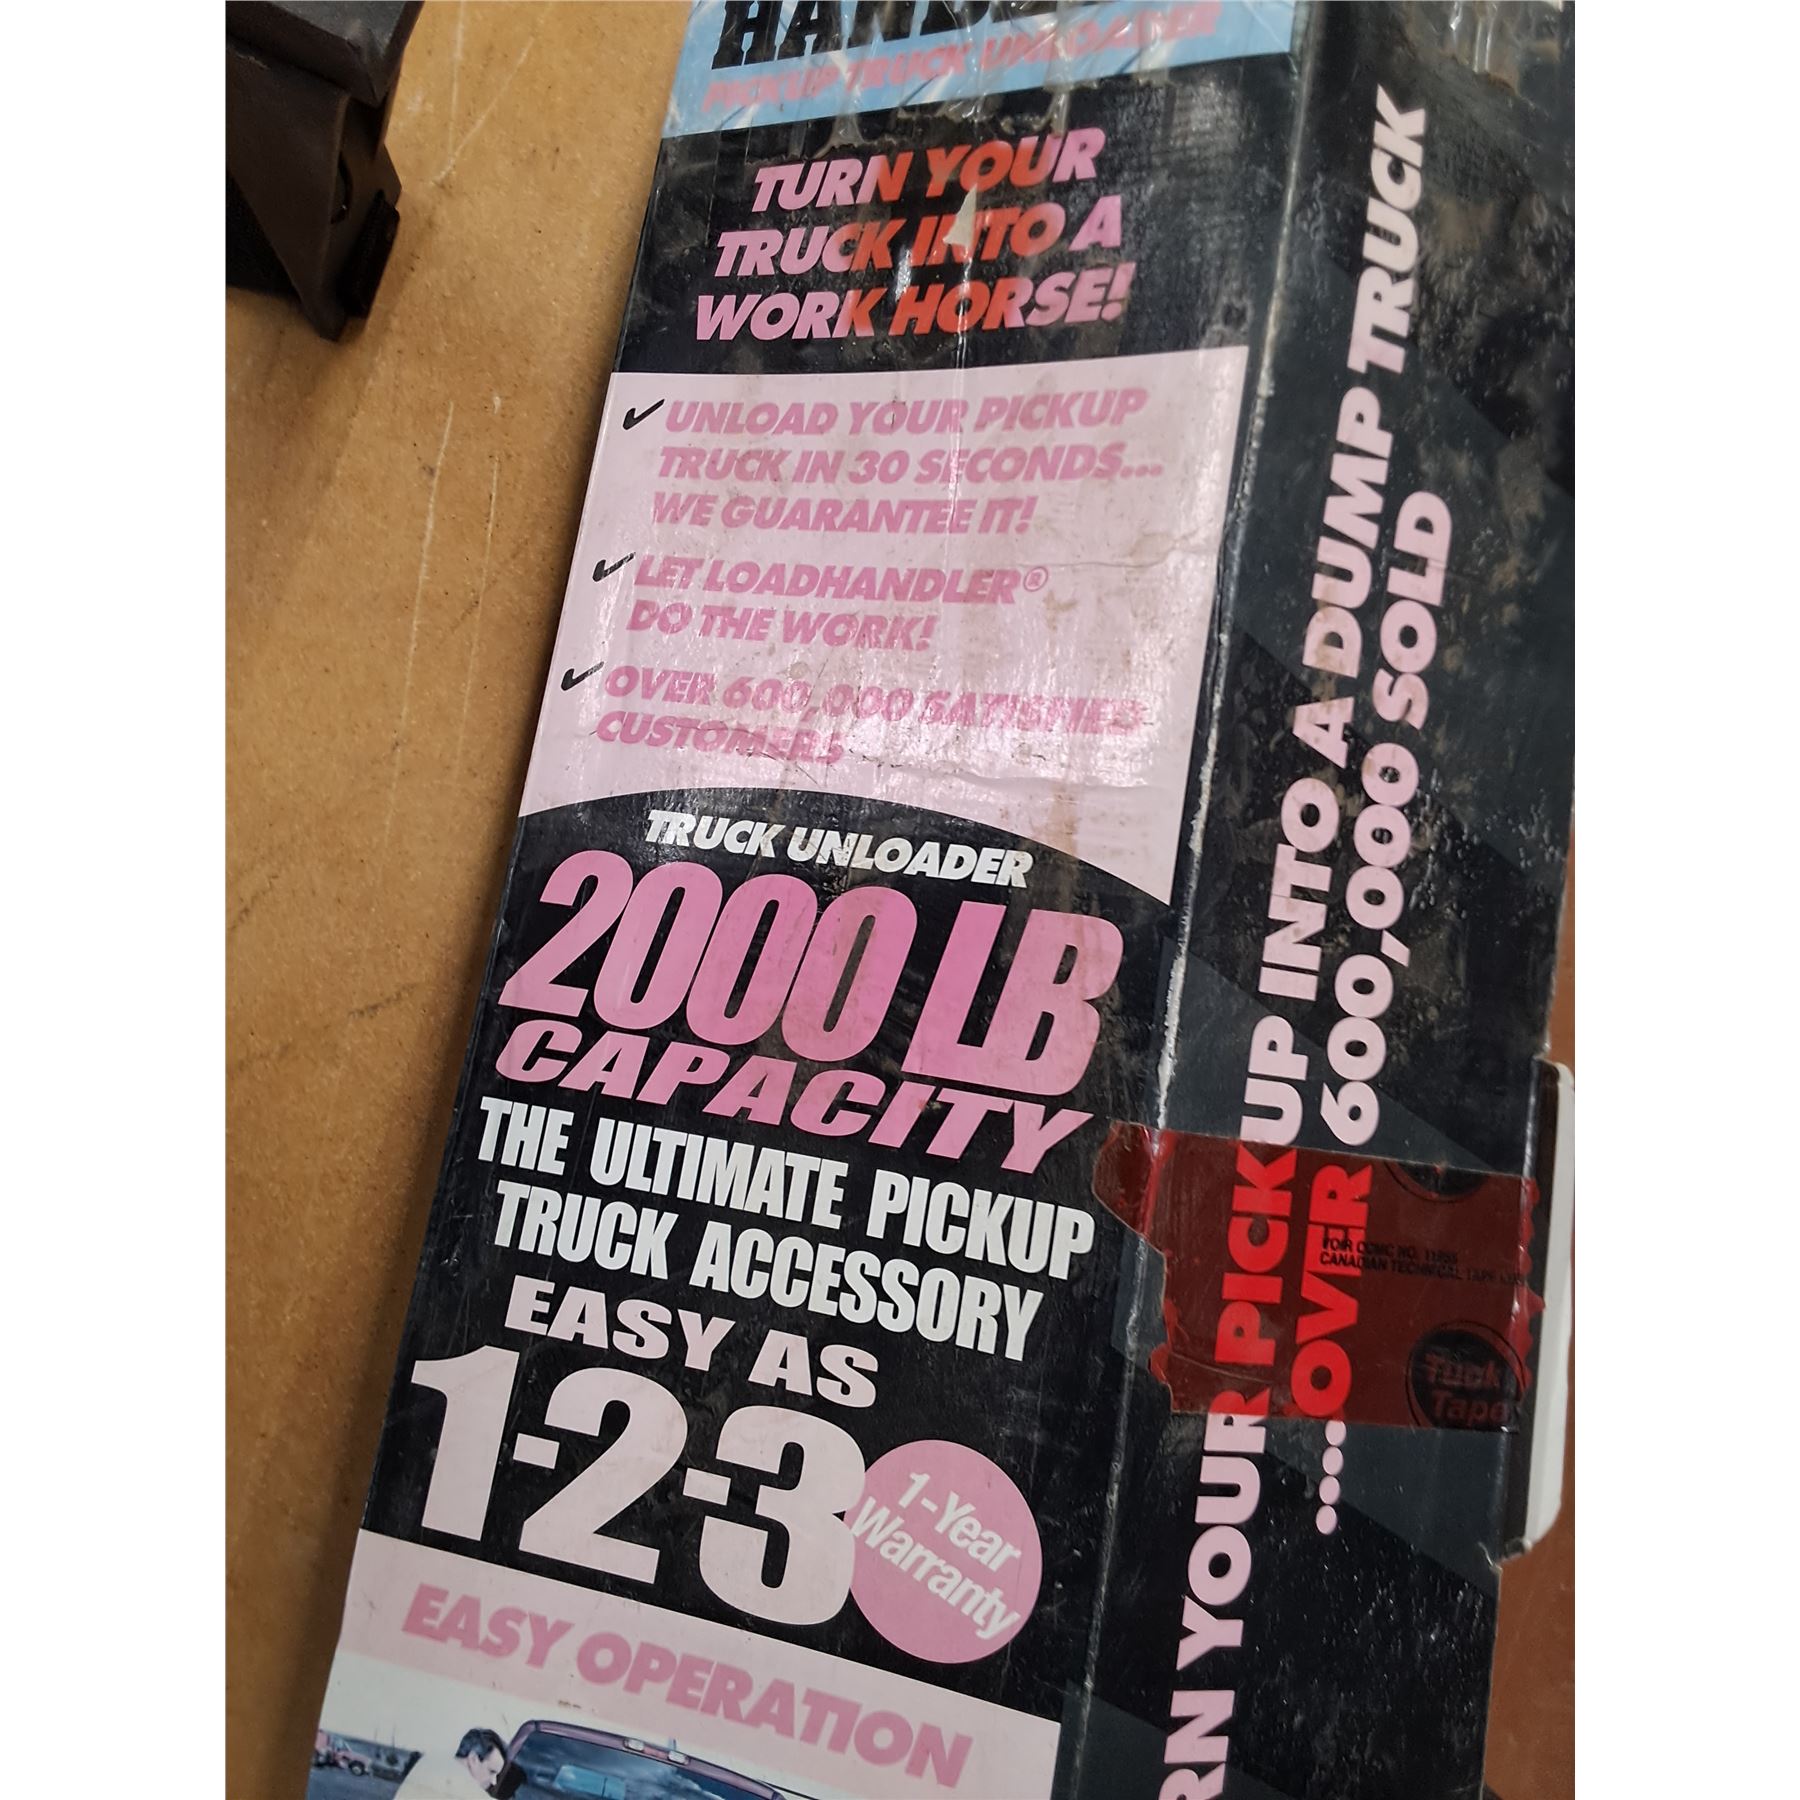 PICKUP TRUCK UNLOADER
TURN YOUR
TRUCK INTO A
WORK HORSE!
UNLOAD YOUR PICKUP
TRUCK IN 30 SECONDS...
WE GUARANTEE IT!
LET LOADHANDLER®
DO THE WORK!
OVER 600,000 SATISFIED
CUSTOMERS
TRUCK UNLOADER
2000 LB
CAPACITY
THE ULTIMATE PICKUP
TRUCK ACCESSORY
EASY AS
1-2-3
1-Year
Warranty
EASY OPERATION
RN YOUR PICKUP INTO A DUMP TRUCK
....OVER 600,000 SOLD
VOIR CCMC NO.
CANADIAN TECHNICAL TAPE
Tuck
Tape